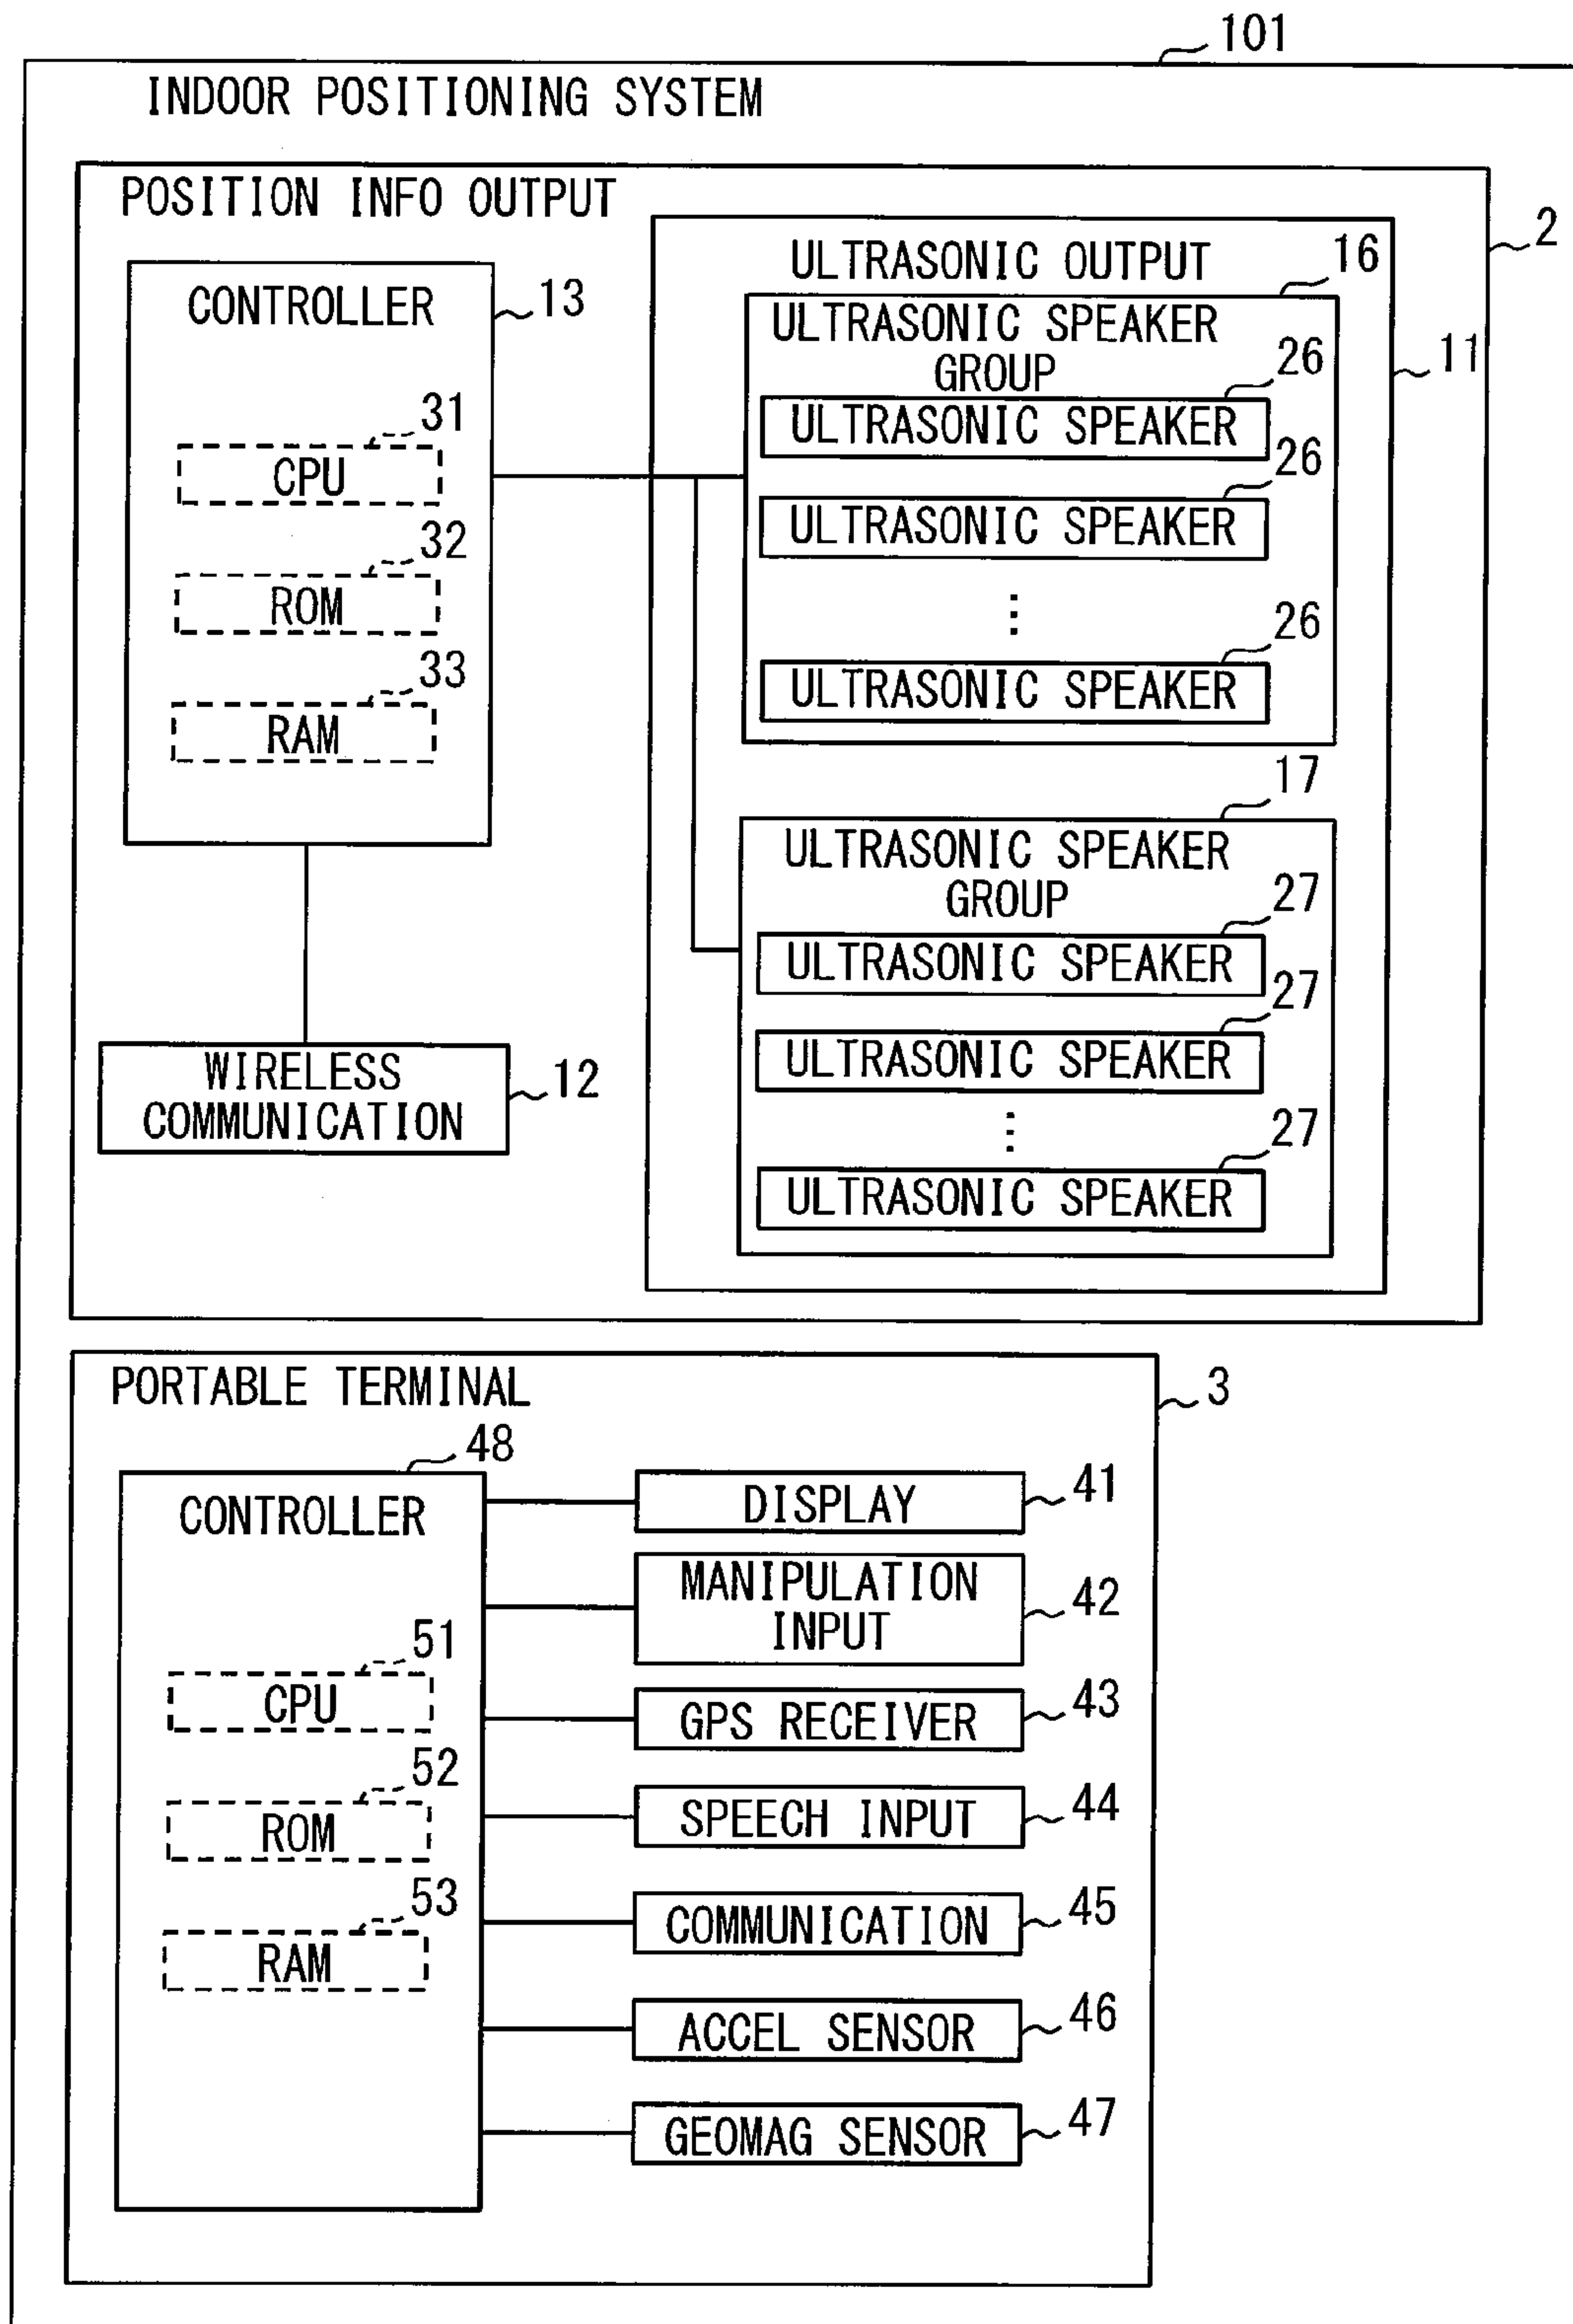 101
INDOOR POSITIONING SYSTEM
POSITION INFO OUTPUT
2
CONTROLLER
13
31
CPU
32
ROM
33
RAM
WIRELESS
COMMUNICATION
12
ULTRASONIC OUTPUT
11
16
ULTRASONIC SPEAKER
GROUP
26
ULTRASONIC SPEAKER
26
ULTRASONIC SPEAKER
⋮
26
ULTRASONIC SPEAKER
17
ULTRASONIC SPEAKER
GROUP
27
ULTRASONIC SPEAKER
27
ULTRASONIC SPEAKER
⋮
27
ULTRASONIC SPEAKER
PORTABLE TERMINAL
3
48
CONTROLLER
51
CPU
52
ROM
53
RAM
DISPLAY
41
MANIPULATION
INPUT
42
GPS RECEIVER
43
SPEECH INPUT
44
COMMUNICATION
45
ACCEL SENSOR
46
GEOMAG SENSOR
47